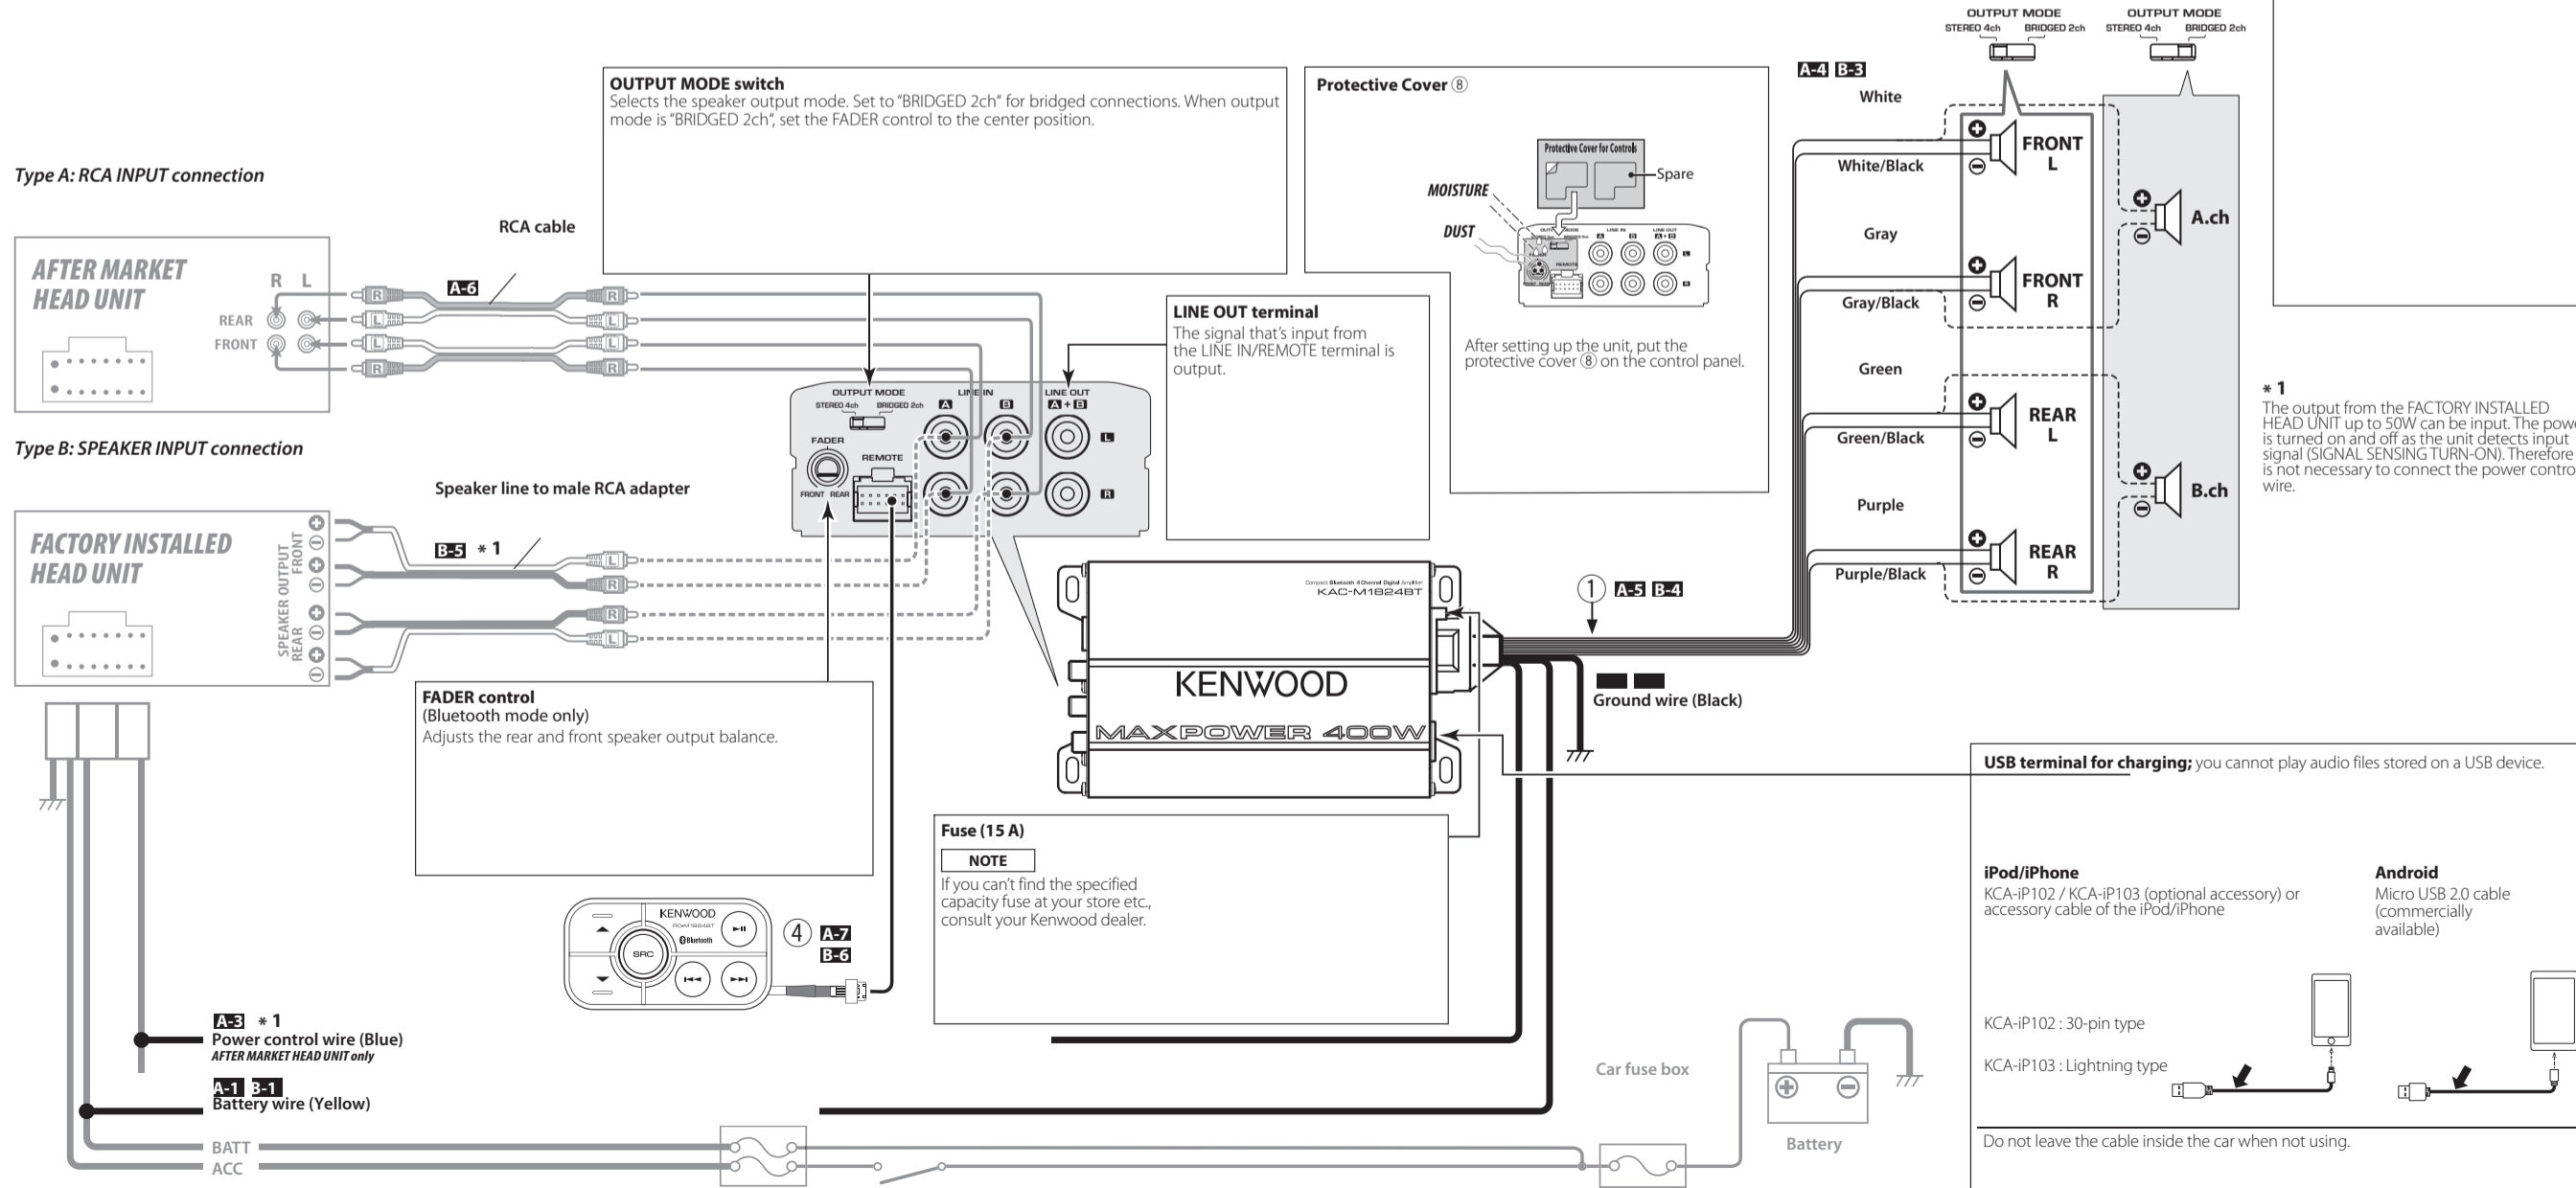 OUTPUT MODE
STEREO 4ch BRIDGED 2ch
OUTPUT MODE
STEREO 4ch BRIDGED 2ch
OUTPUT MODE switch
Selects the speaker output mode. Set to “BRIDGED 2ch“ for bridged connections. When output
mode is “BRIDGED 2ch“, set the FADER control to the center position.
Protective Cover ⑧
Protective Cover for Controls
Spare
MOISTURE
DUST
After setting up the unit, put the
protective cover ⑧ on the control panel.
A-4 B-3
White
White/Black
Gray
Gray/Black
Green
Green/Black
Purple
Purple/Black
FRONT
L
FRONT
R
REAR
L
REAR
R
A.ch
B.ch
Type A: RCA INPUT connection
RCA cable
AFTER MARKET
HEAD UNIT
R L
REAR
FRONT
A-6
R
L
L
R
R
L
L
R
LINE OUT terminal
The signal that’s input from
the LINE IN/REMOTE terminal is
output.
OUTPUT MODE
STEREO 4ch BRIDGED 2ch
LINE IN
A B
LINE OUT
A + B
FADER
FRONT REAR
REMOTE
L
R
* 1
The output from the FACTORY INSTALLED
HEAD UNIT up to 50W can be input. The pow
is turned on and off as the unit detects input
signal (SIGNAL SENSING TURN-ON). Therefore
is not necessary to connect the power contro
wire.
Type B: SPEAKER INPUT connection
Speaker line to male RCA adapter
FACTORY INSTALLED
HEAD UNIT
SPEAKER OUTPUT
FRONT
REAR
B-5 * 1
L
R
R
L
Compact Bluetooth 4 Channel Digital Amplifier
KAC-M1824BT
KENWOOD
MAXPOWER 400W
① A-5 B-4
Ground wire (Black)
FADER control
(Bluetooth mode only)
Adjusts the rear and front speaker output balance.
Fuse (15 A)
NOTE
If you can’t find the specified
capacity fuse at your store etc.,
consult your Kenwood dealer.
KENWOOD
RC-M1824BT
Bluetooth
SRC
④ A-7
B-6
USB terminal for charging; you cannot play audio files stored on a USB device.
iPod/iPhone
KCA-iP102 / KCA-iP103 (optional accessory) or
accessory cable of the iPod/iPhone
Android
Micro USB 2.0 cable
(commercially
available)
KCA-iP102 : 30-pin type
KCA-iP103 : Lightning type
Do not leave the cable inside the car when not using.
A-3 * 1
Power control wire (Blue)
AFTER MARKET HEAD UNIT only
A-1 B-1
Battery wire (Yellow)
BATT
ACC
Car fuse box
Battery